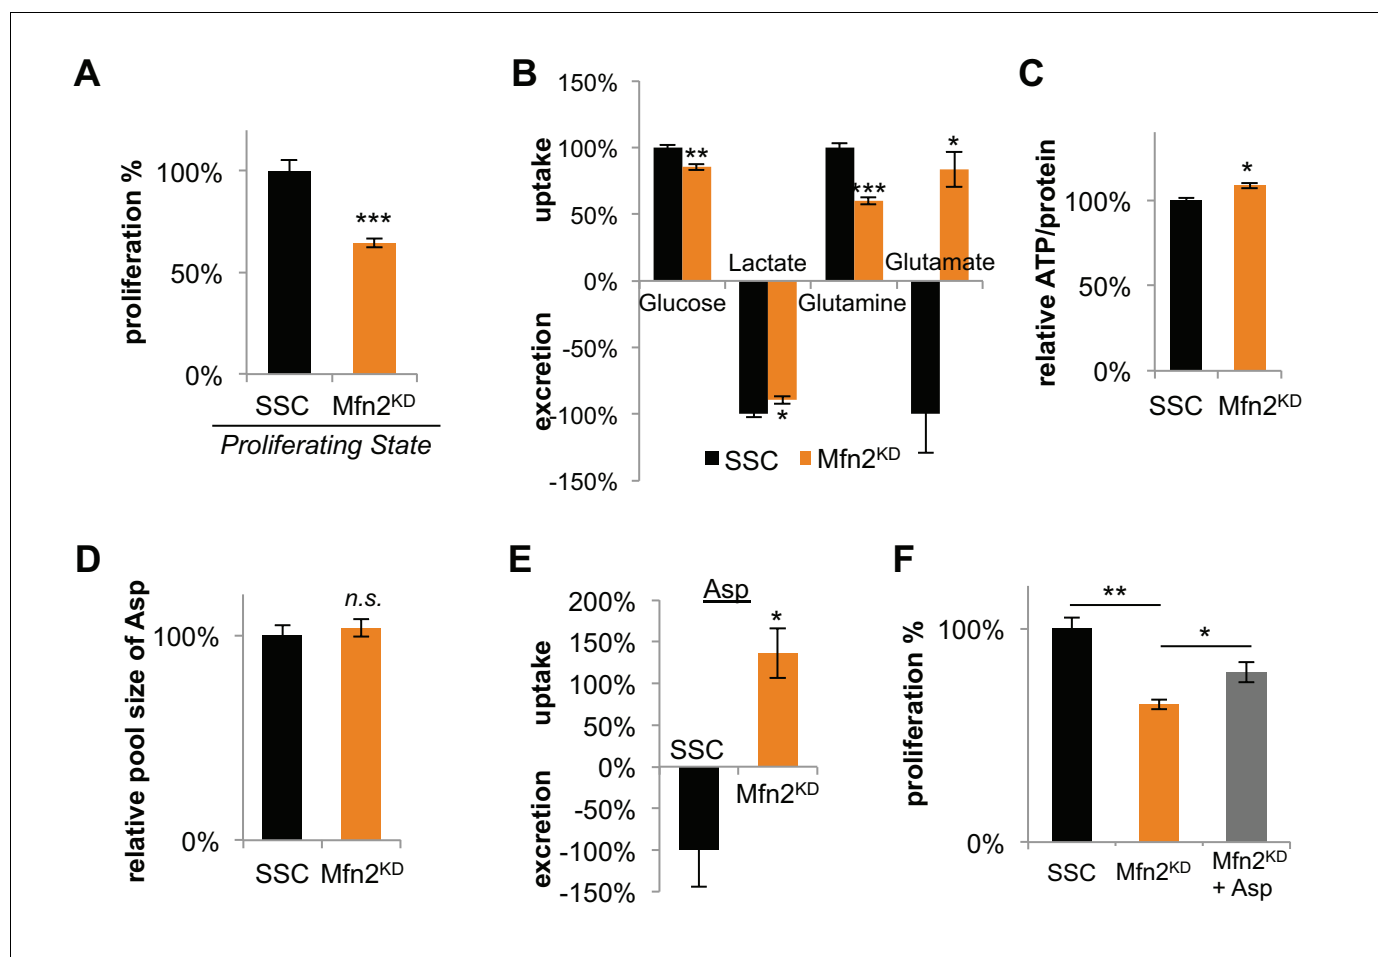 A
proliferation %
100%
50%
0%
***
SSC Mfn2KD
Proliferating State
B
uptake
excretion
150%
100%
50%
0%
-50%
-100%
-150%
** *** *
Lactate Glutamate
Glucose Glutamine
*
SSC Mfn2KD
C
relative ATP/protein
100%
50%
0%
*
SSC Mfn2KD
D
relative pool size of Asp
100%
0%
n.s.
SSC Mfn2KD
E
Asp
uptake
excretion
200%
150%
100%
50%
0%
-50%
-100%
-150%
*
SSC
Mfn2KD
F
proliferation %
100%
0%
**
*
SSC Mfn2KD Mfn2KD
+ Asp